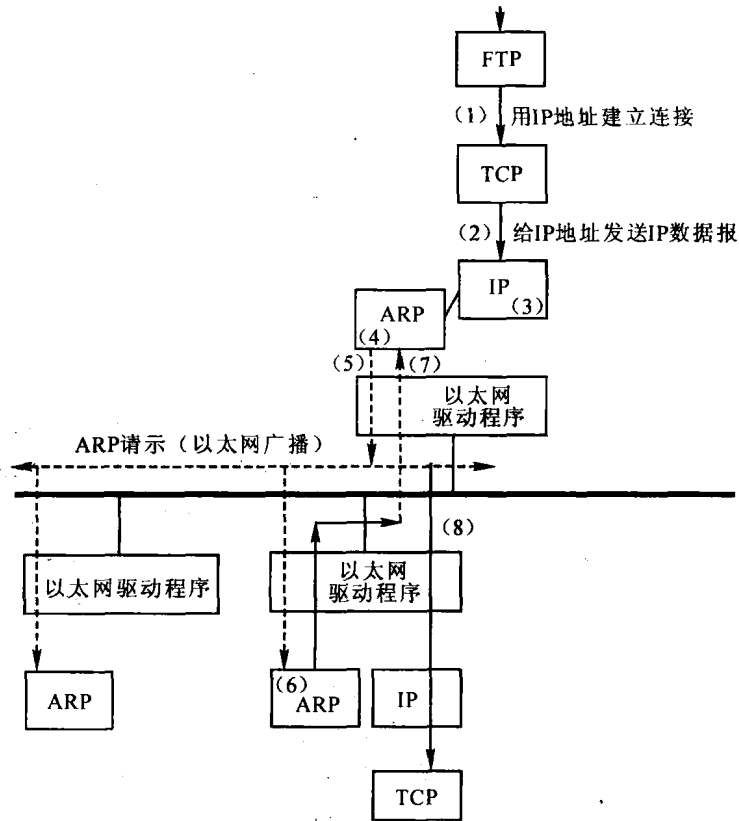 FTP
(1) 用IP地址建立连接
TCP
(2) 给IP地址发送IP数据报
IP
(3)
ARP
(4)
(5)
(7)
以太网
驱动程序
ARP请示（以太网广播）
(8)
以太网驱动程序
以太网
驱动程序
ARP
(6)
ARP
IP
TCP